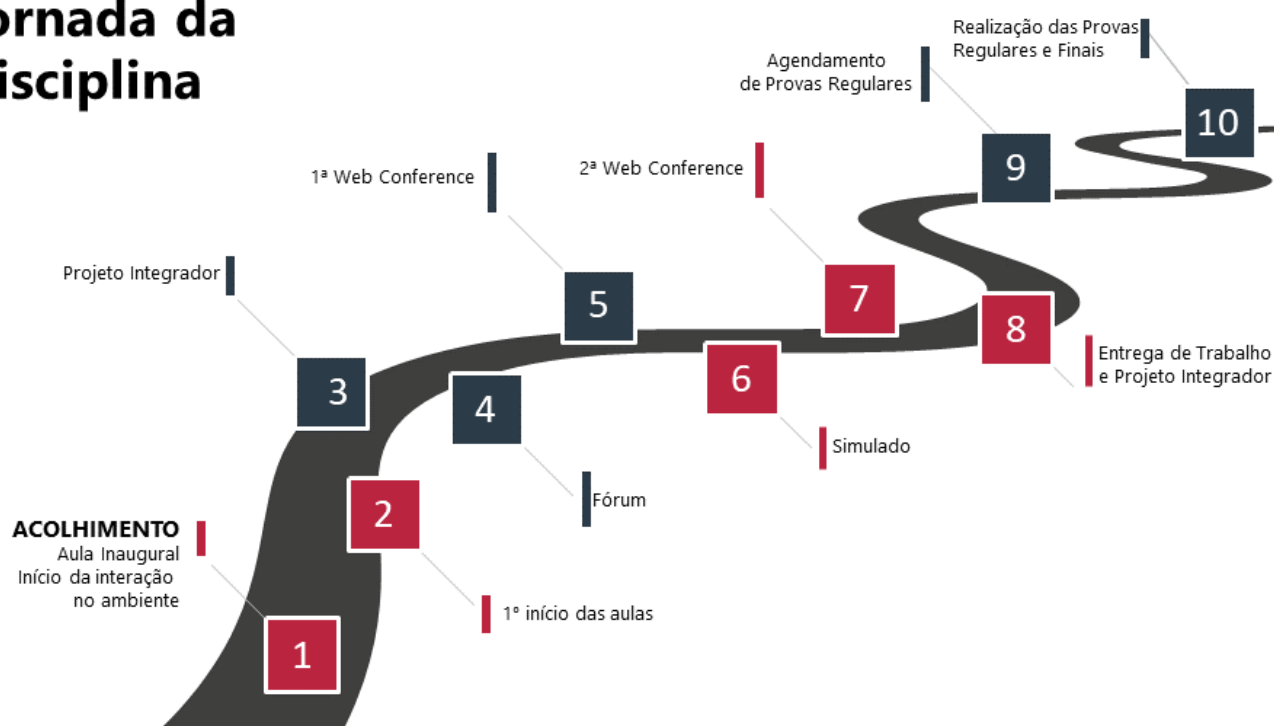 ornada da
isciplina
Realização das Provas
Regulares e Finais
Agendamento
de Provas Regulares
10
1ª Web Conference
2ª Web Conference
9
Projeto Integrador
5
7
8
Entrega de Trabalho
e Projeto Integrador
3
4
6
Simulado
Fórum
2
ACOLHIMENTO
Aula Inaugural
Início da interação
no ambiente
1º início das aulas
1